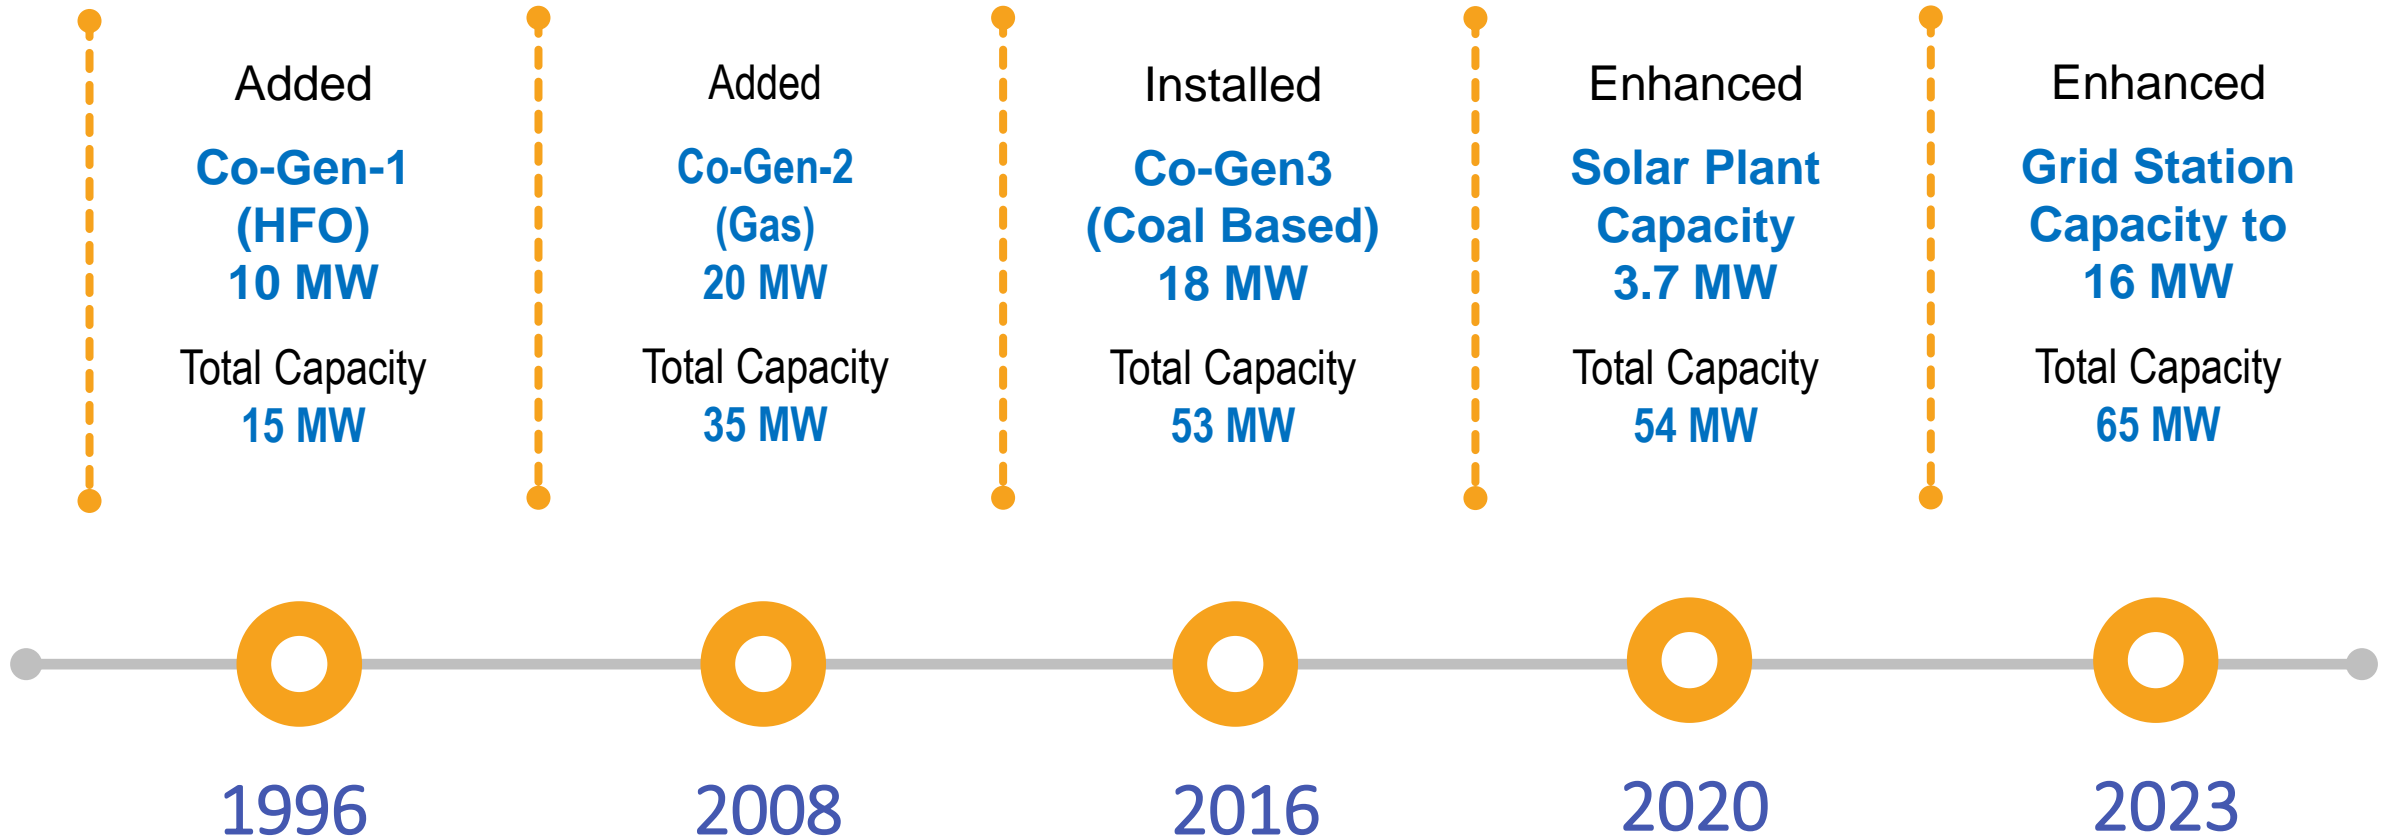 Added
Co-Gen-1
(HFO)
10 MW
Total Capacity
15 MW
Added
Co-Gen-2
(Gas)
20 MW
Total Capacity
35 MW
Installed
Co-Gen3
(Coal Based)
18 MW
Total Capacity
53 MW
Enhanced
Solar Plant
Capacity
3.7 MW
Total Capacity
54 MW
Enhanced
Grid Station
Capacity to
16 MW
Total Capacity
65 MW
1996
2008
2016
2020
2023